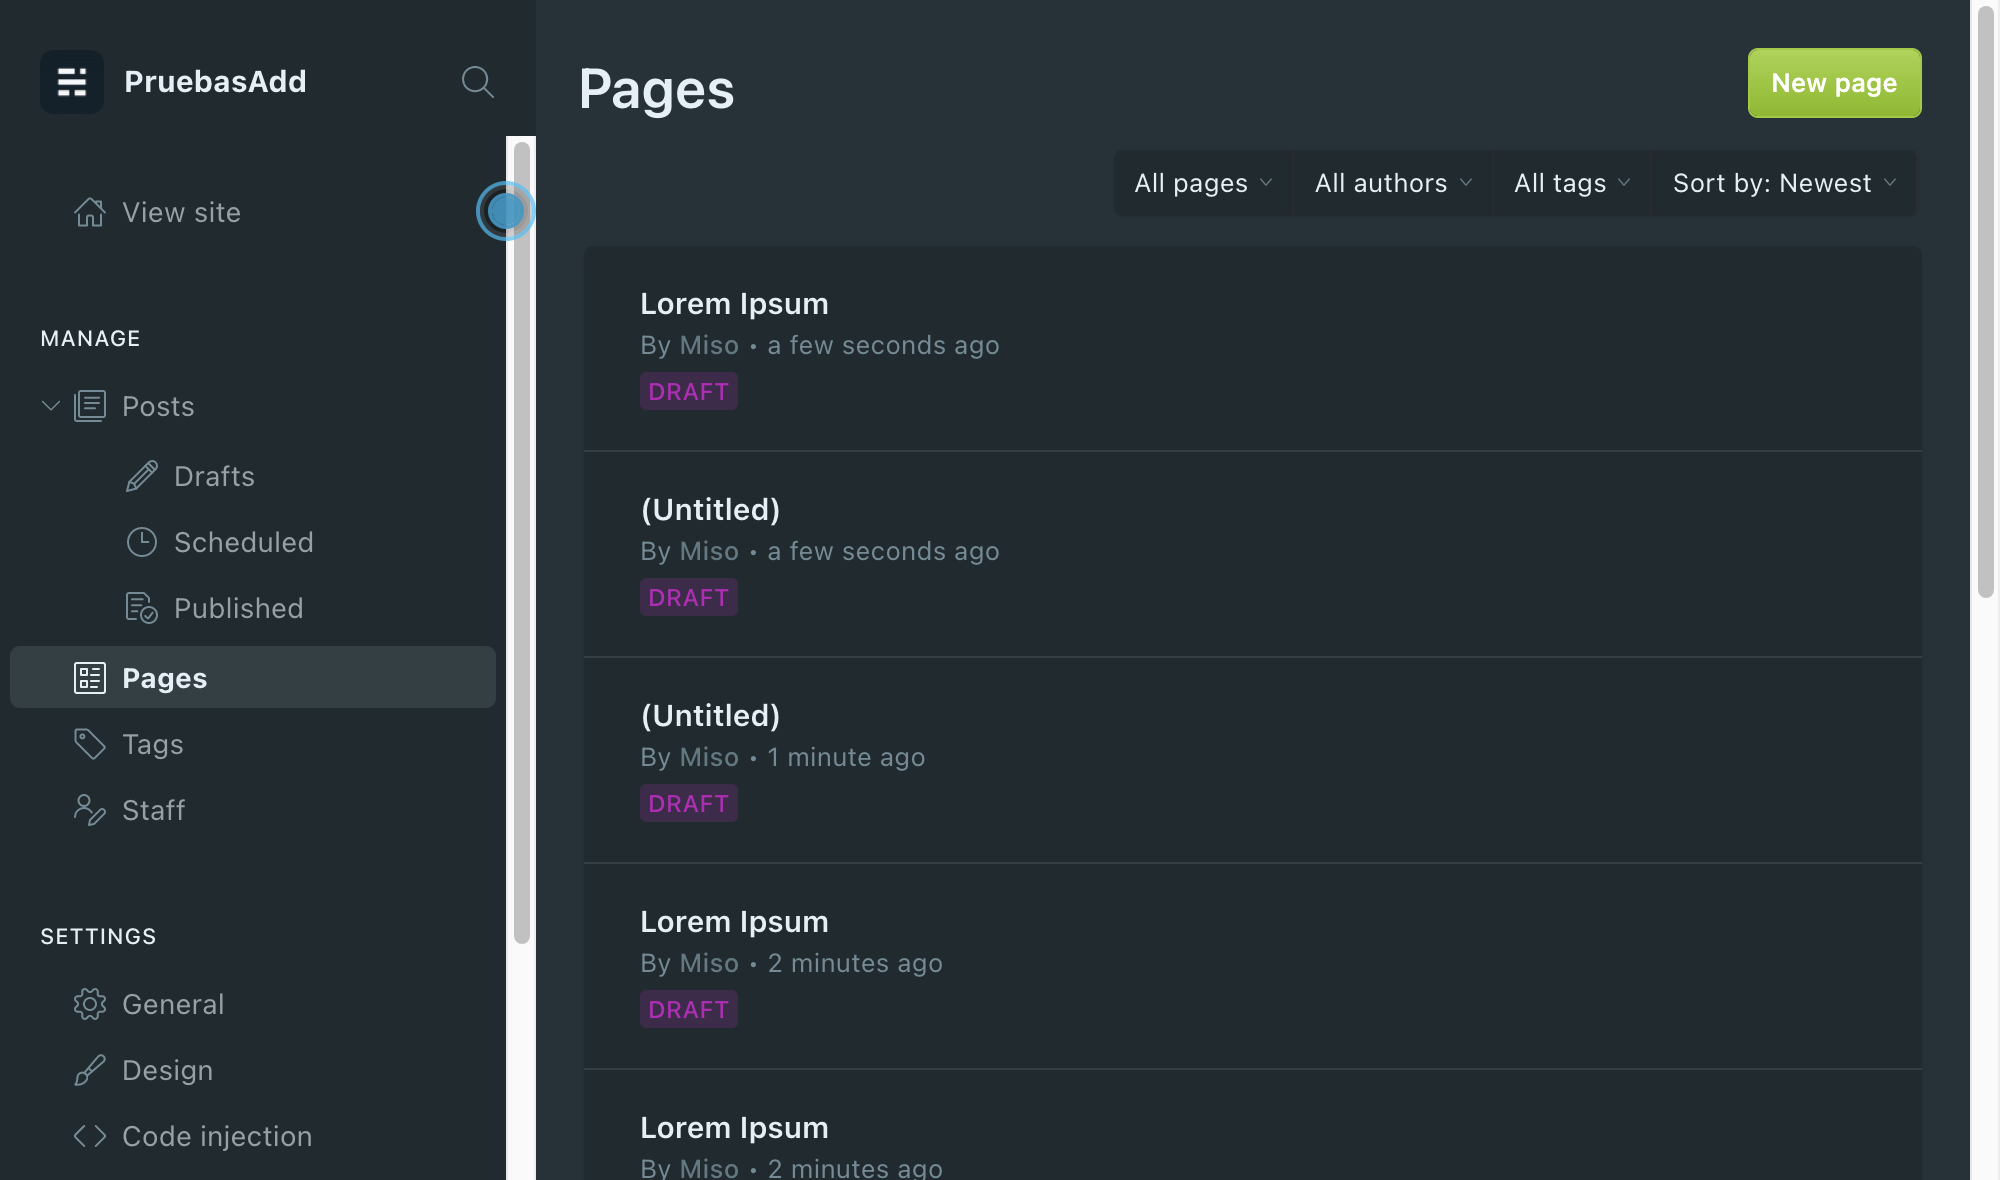 PruebasAdd
View site
MANAGE
Posts
Drafts
Scheduled
Published
Pages
Tags
Staff
SETTINGS
General
Design
Code injection
Pages
New page
All pages
All authors
All tags
Sort by: Newest
Lorem Ipsum
By Miso • a few seconds ago
DRAFT
(Untitled)
By Miso • a few seconds ago
DRAFT
(Untitled)
By Miso • 1 minute ago
DRAFT
Lorem Ipsum
By Miso • 2 minutes ago
DRAFT
Lorem Ipsum
By Miso • 2 minutes ago